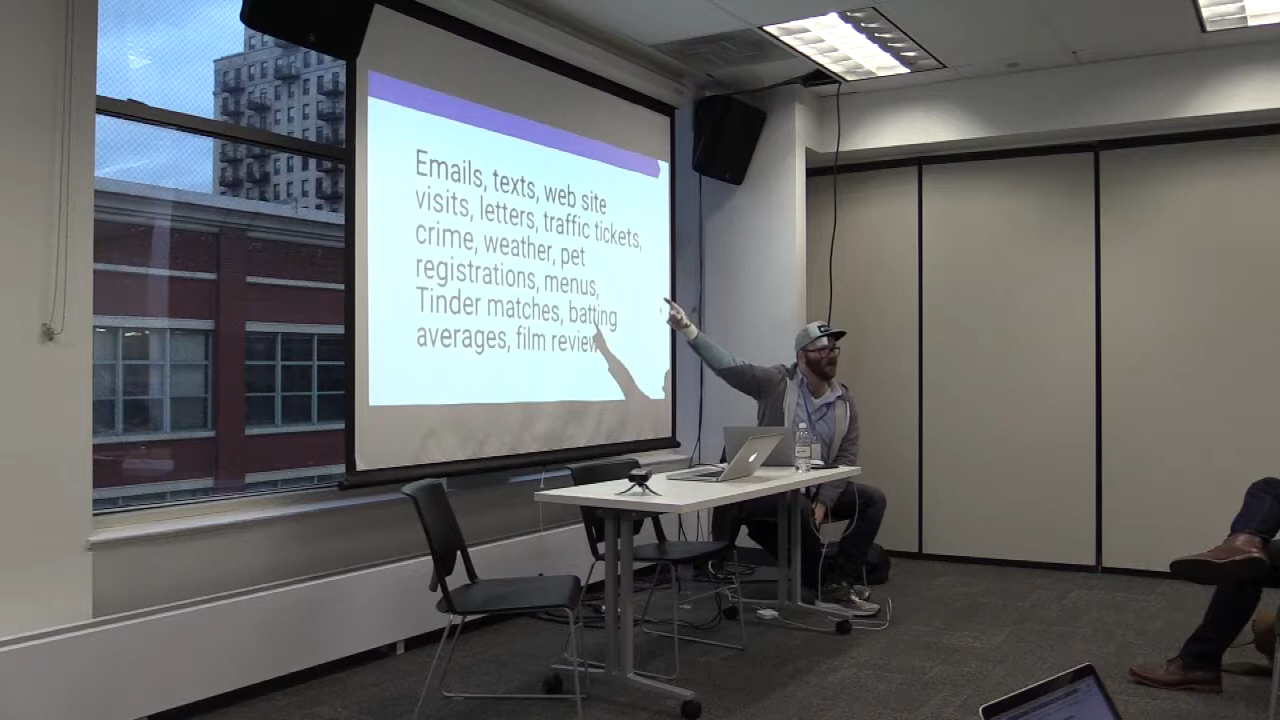 Emails, texts, web site
visits, letters, traffic tickets,
crime, weather, pet
registrations, menus,
Tinder matches, batting
averages, film review